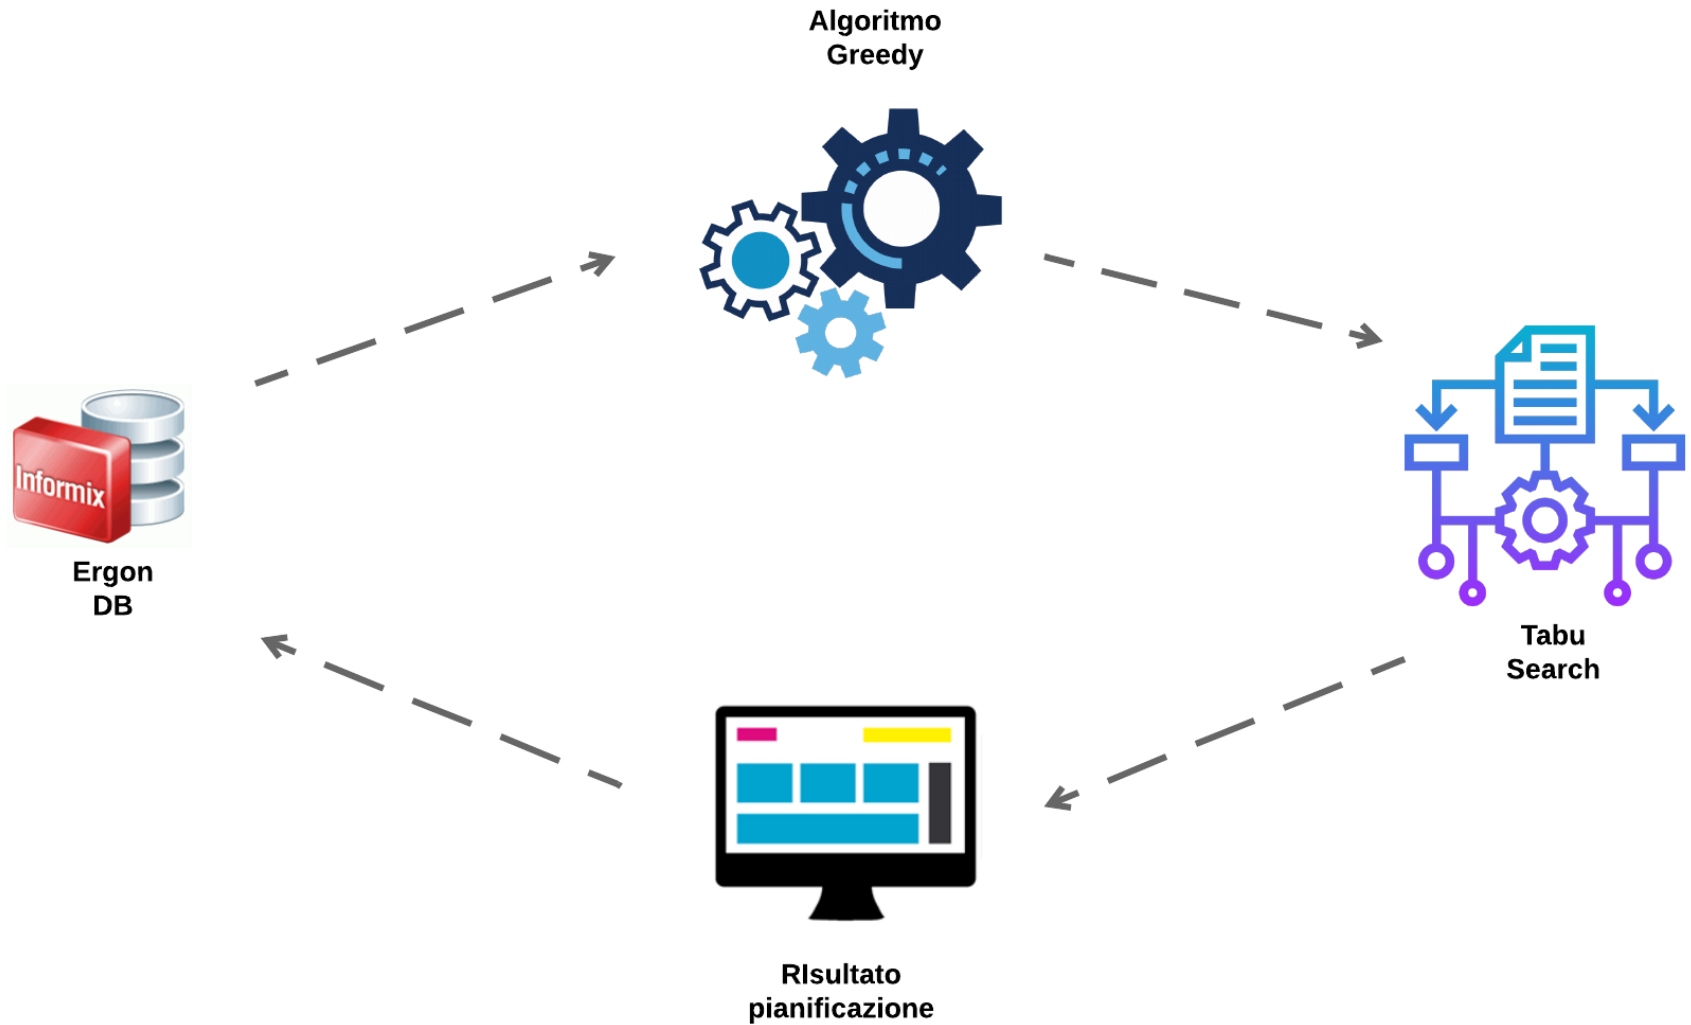 Algoritmo
Greedy
Informix
Ergon
DB
Tabu
Search
RIsultato
pianificazione